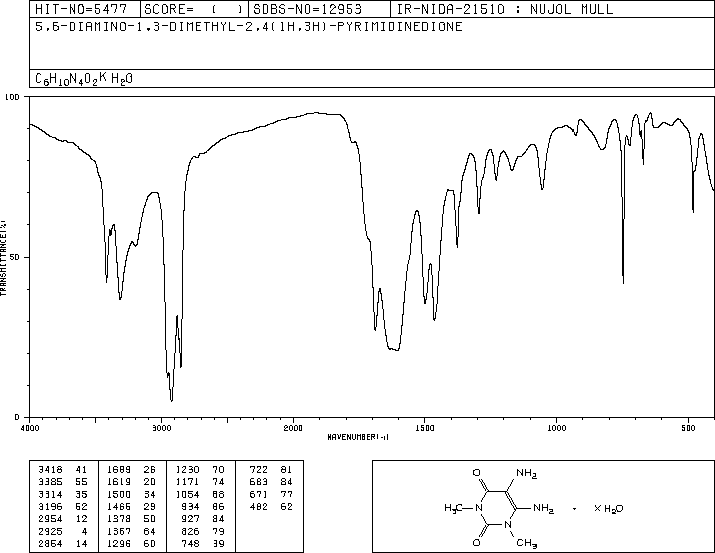 HIT-NO=5477 SCORE= ( ) SDBS-NO=12953 IR-NIDA-21510 : NUJOL MULL
5,6-DIAMINO-1,3-DIMETHYL-2,4(1H,3H)-PYRIMIDINEDIONE
C6H10N4O2 X H2O
100
50
0
TRANSMITTANCE(%)
4000 3000 2000 1500 1000 500
WAVENUMBER(-1)
3418 41 1689 26 1230 70 722 81
3385 55 1619 20 1171 74 683 84
3314 35 1500 34 1054 68 671 77
3196 52 1466 29 934 86 482 62
2954 12 1378 50 927 84
2925 4 1367 64 826 79
2854 14 1296 60 748 39
O NH2
H3C N NH2 · X H2O
O N CH3